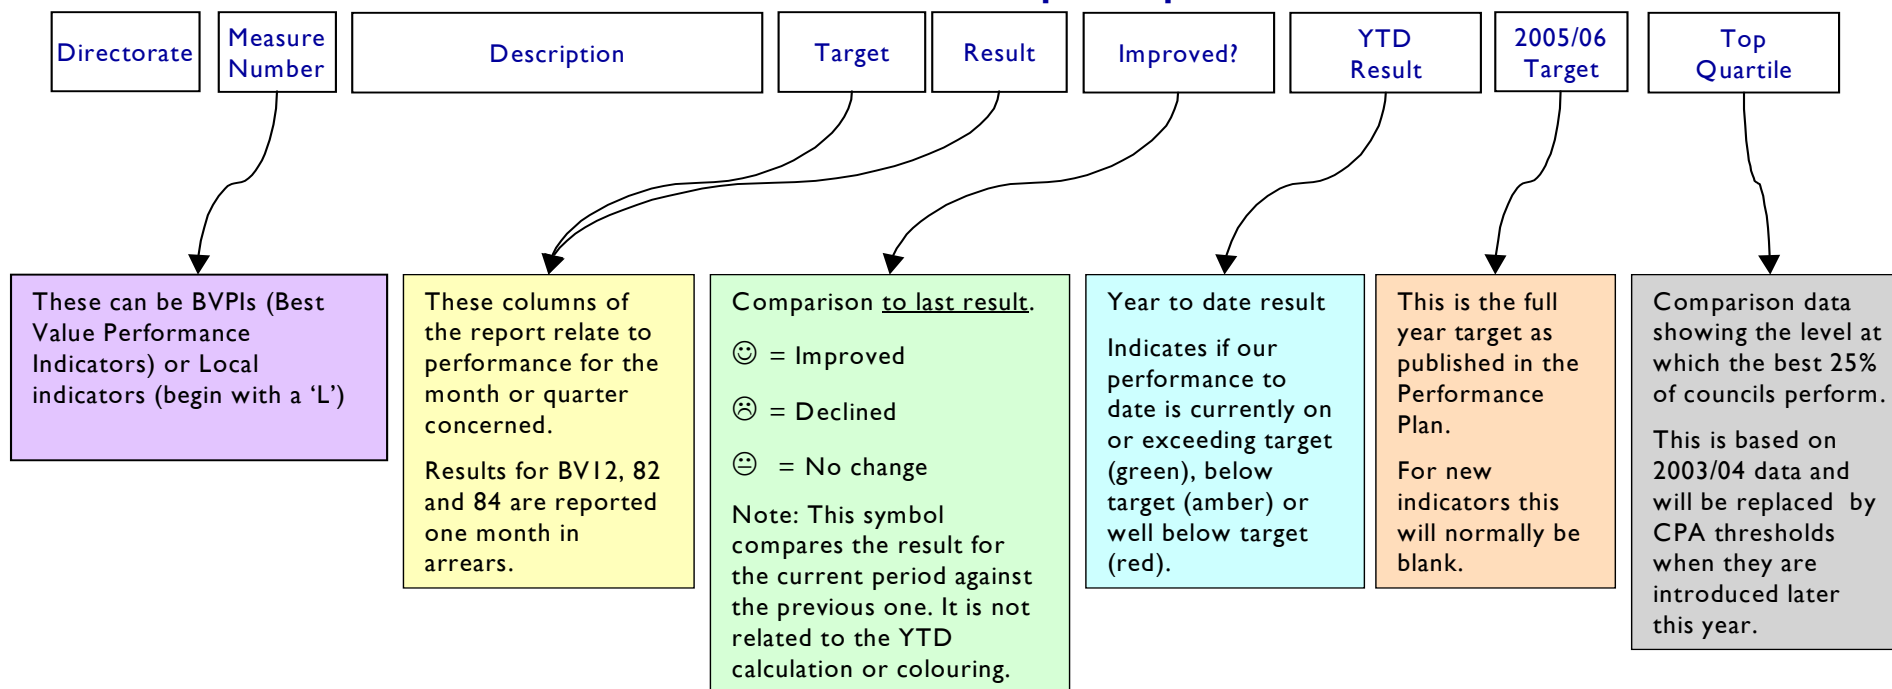 Directorate
Measure
Number
Description
Target
Result
Improved?
YTD
Result
2005/06
Target
Top
Quartile
These can be BVPIs (Best
Value Performance
Indicators) or Local
indicators (begin with a ‘L’)
These columns of
the report relate to
performance for the
month or quarter
concerned.
Results for BV12, 82
and 84 are reported
one month in
arrears.
Comparison to last result.
☺ = Improved
☹ = Declined
😐 = No change
Note: This symbol
compares the result for
the current period against
the previous one. It is not
related to the YTD
calculation or colouring.
Year to date result
Indicates if our
performance to
date is currently on
or exceeding target
(green), below
target (amber) or
well below target
(red).
This is the full
year target as
published in the
Performance
Plan.
For new
indicators this
will normally be
blank.
Comparison data
showing the level at
which the best 25%
of councils perform.
This is based on
2003/04 data and
will be replaced by
CPA thresholds
when they are
introduced later
this year.